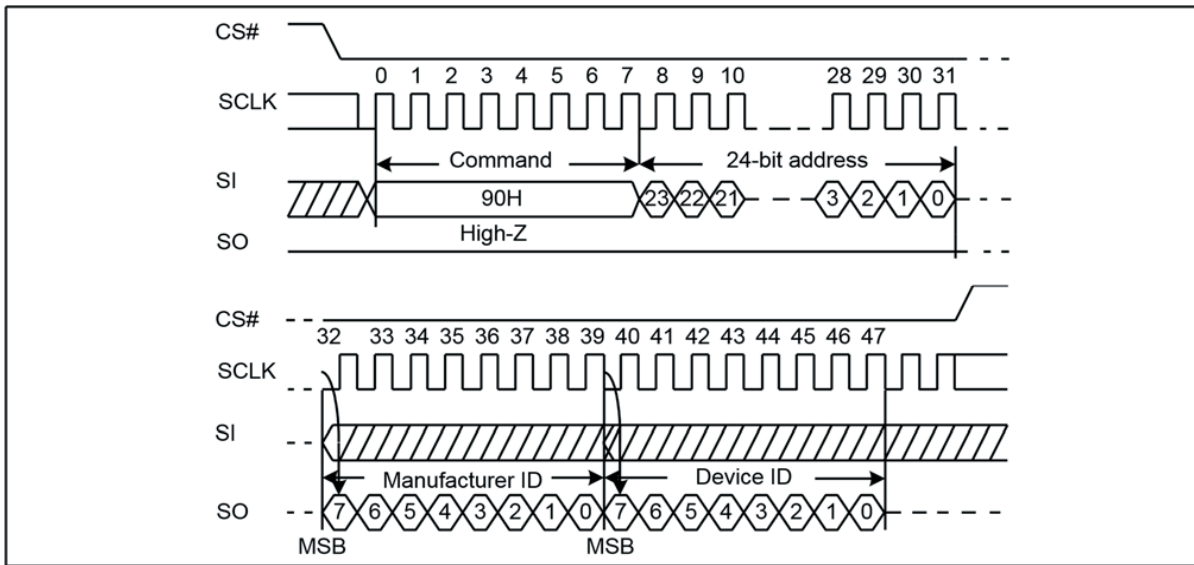 CS#
0 1 2 3 4 5 6 7 8 9 10 28 29 30 31
SCLK
Command 24-bit address
SI
90H 23 22 21 3 2 1 0
High-Z
SO
CS#
32 33 34 35 36 37 38 39 40 41 42 43 44 45 46 47
SCLK
SI
Manufacturer ID Device ID
SO 7 6 5 4 3 2 1 0 7 6 5 4 3 2 1 0
MSB MSB